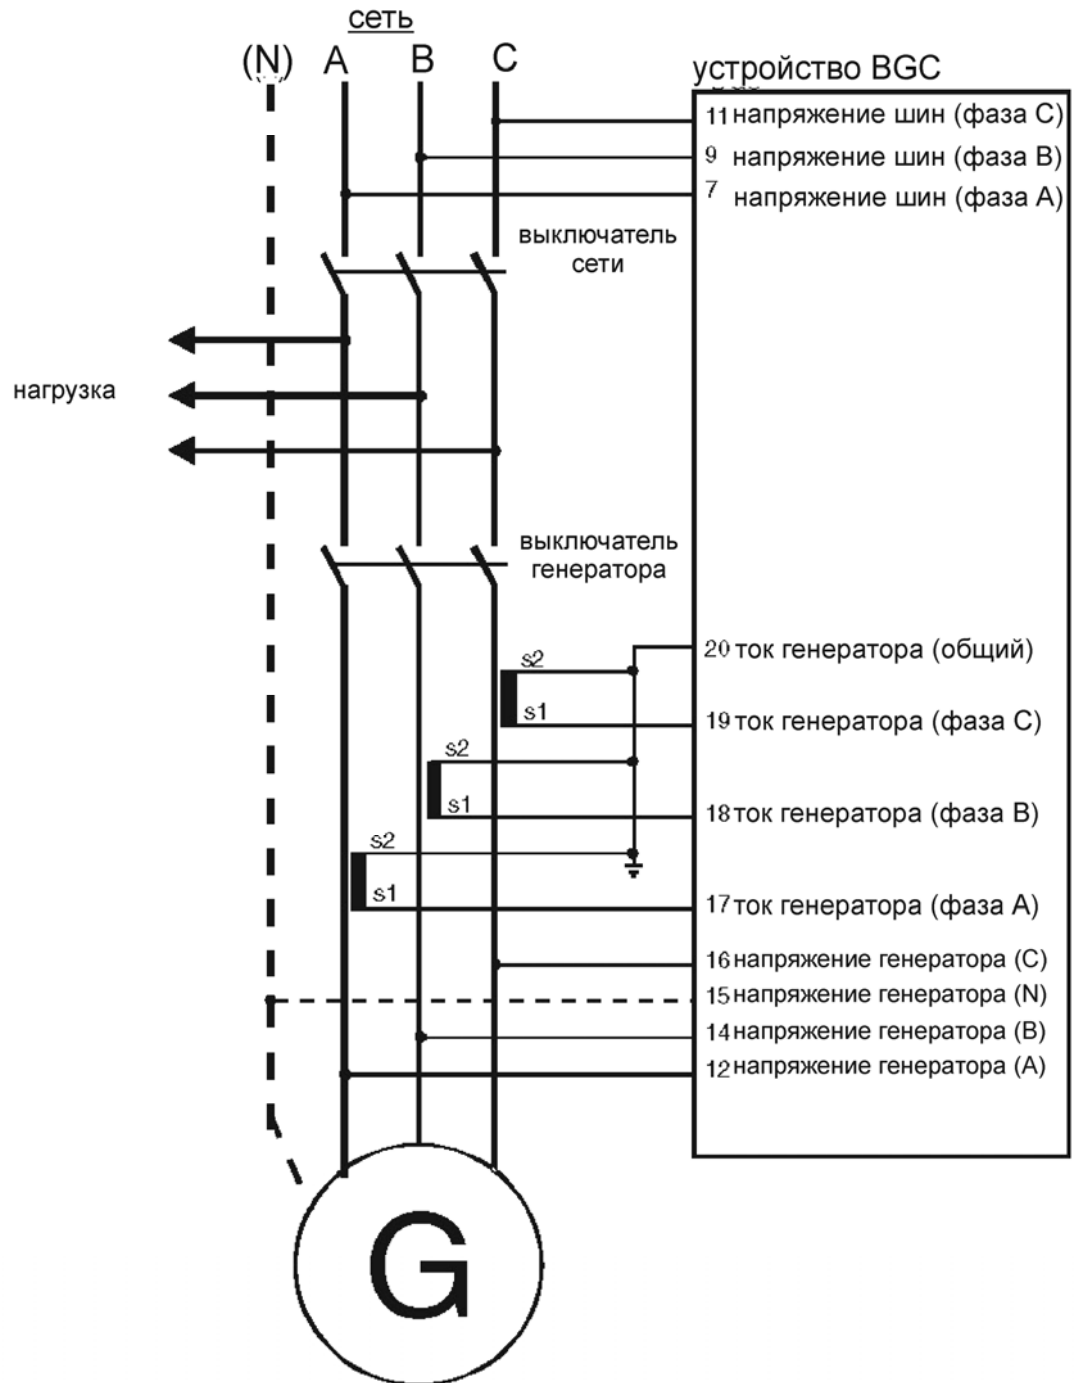 сеть
(N) A B C
устройство BGC
11 напряжение шин (фаза C)
9 напряжение шин (фаза B)
7 напряжение шин (фаза A)
выключатель
сети
нагрузка
выключатель
генератора
20 ток генератора (общий)
s2
s1
19 ток генератора (фаза C)
s2
s1
18 ток генератора (фаза B)
s2
s1
17 ток генератора (фаза A)
16 напряжение генератора (C)
15 напряжение генератора (N)
14 напряжение генератора (B)
12 напряжение генератора (A)
G